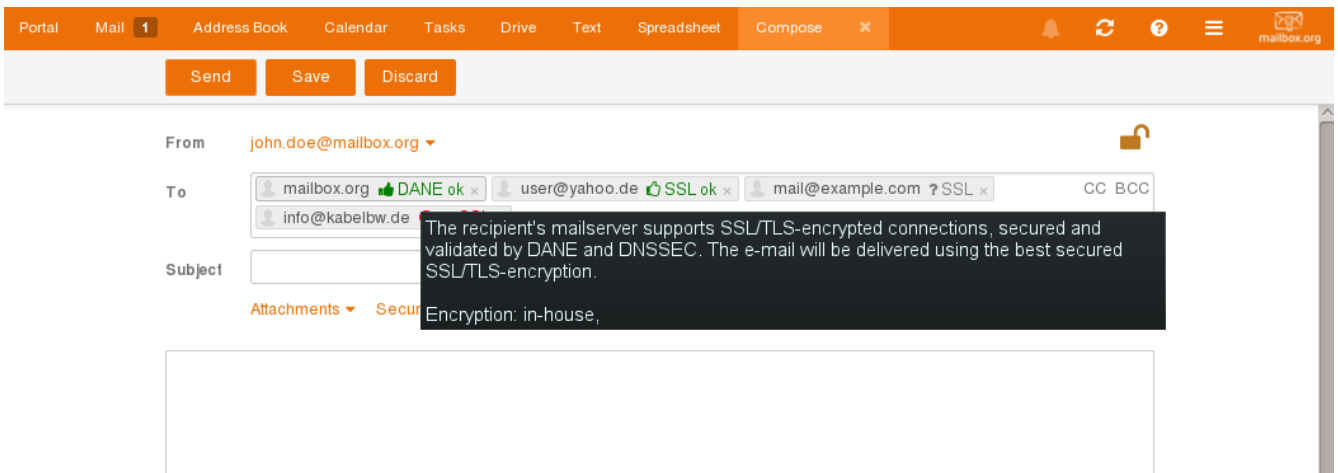 Portal Mail 1 Address Book Calendar Tasks Drive Text Spreadsheet Compose
mailbox.org
Send Save Discard
From john.doe@mailbox.org
To mailbox.org DANE ok × user@yahoo.de SSL ok × mail@example.com ? SSL × CC BCC
info@kabelbw.de
The recipient's mailserver supports SSL/TLS-encrypted connections, secured and
validated by DANE and DNSSEC. The e-mail will be delivered using the best secured
SSL/TLS-encryption.
Subject
Attachments Secur
Encryption: in-house,